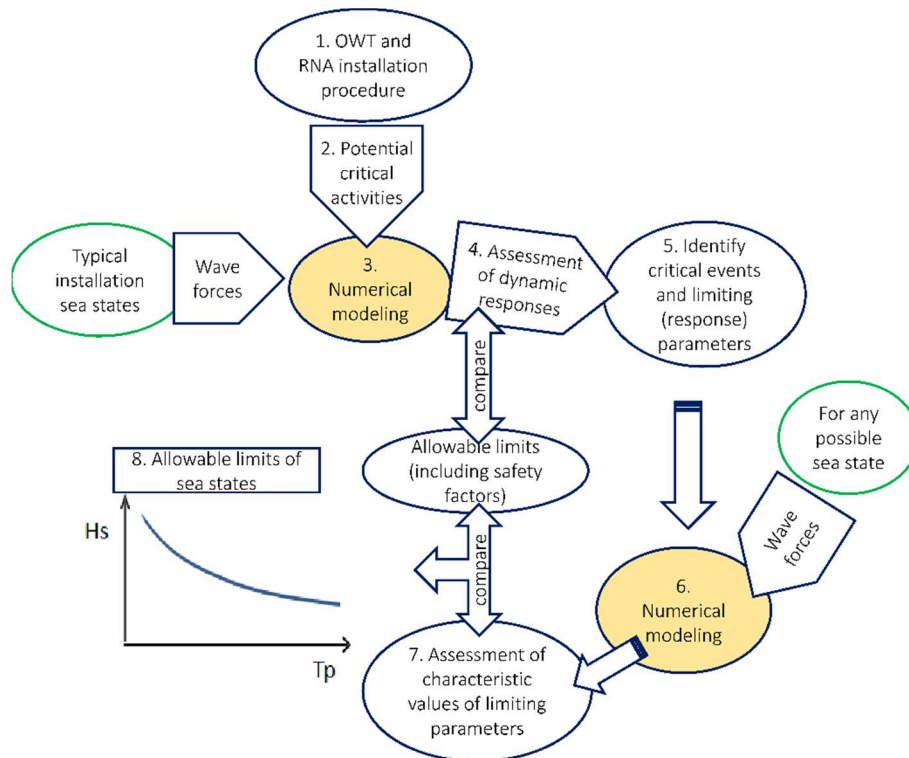 1. OWT and
RNA installation
procedure
2. Potential
critical
activities
Typical
installation
sea states
Wave
forces
3.
Numerical
modeling
4. Assessment
of dynamic
responses
5. Identify
critical events
and limiting
(response)
parameters
compare
For any
possible
sea state
Wave
forces
Allowable limits
(including safety
factors)
8. Allowable limits of
sea states
Hs
Tp
compare
6.
Numerical
modeling
7. Assessment of
characteristic
values of limiting
parameters